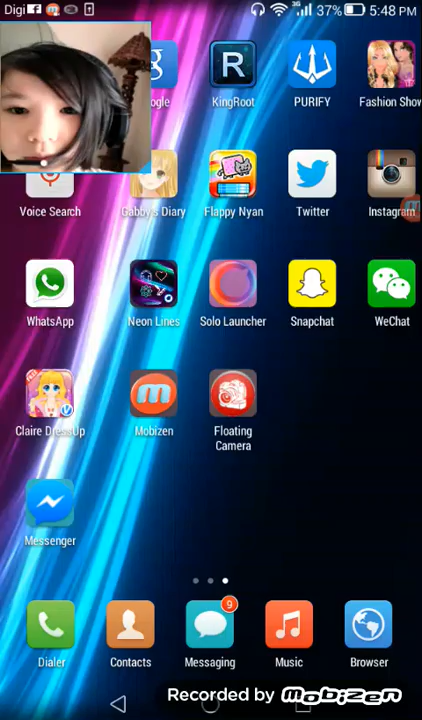 Digi 3G 37% 5:48 PM
Google KingRoot PURIFY Fashion Show
Voice Search Gabby's Diary Flappy Nyan Twitter Instagram
WhatsApp Neon Lines Solo Launcher Snapchat WeChat
Claire DressUp Mobizen Floating
Camera
Messenger
9
Dialer Contacts Messaging Music Browser
Recorded by mobizen